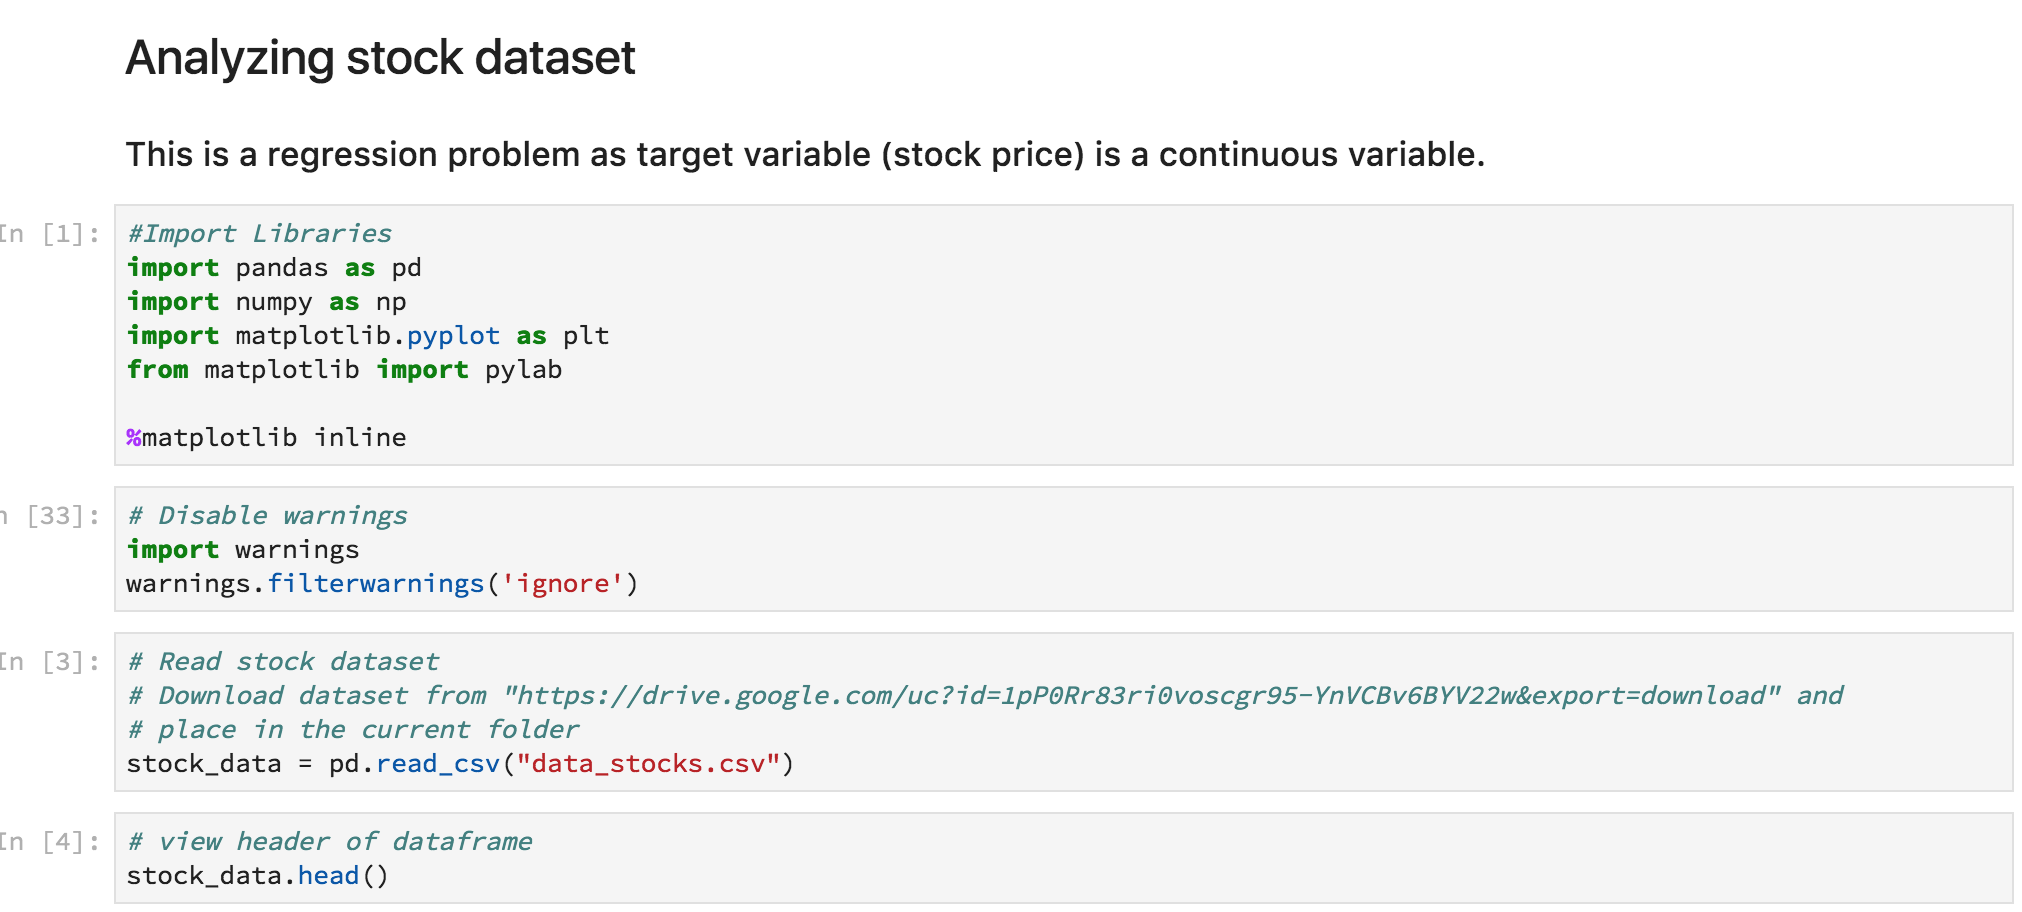 Analyzing stock dataset
This is a regression problem as target variable (stock price) is a continuous variable.
In [1]:
#Import Libraries
import pandas as pd
import numpy as np
import matplotlib.pyplot as plt
from matplotlib import pylab
%matplotlib inline
n [33]:
# Disable warnings
import warnings
warnings.filterwarnings('ignore')
In [3]:
# Read stock dataset
# Download dataset from "https://drive.google.com/uc?id=1pP0Rr83ri0voscgr95-YnVCBv6BYV22w&export=download" and
# place in the current folder
stock_data = pd.read_csv("data_stocks.csv")
In [4]:
# view header of dataframe
stock_data.head()